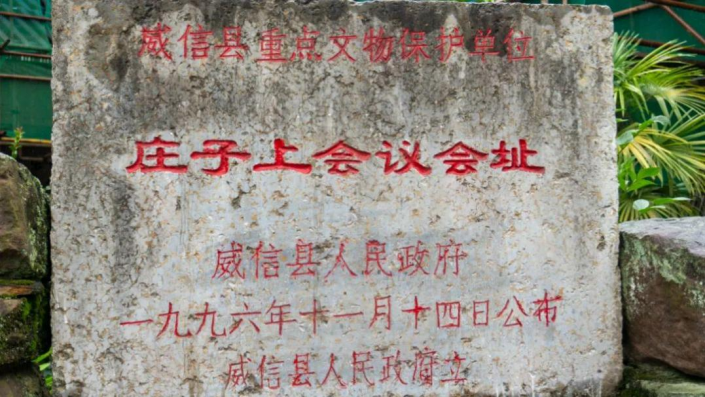 威信县重点文物保护单位
庄子上会议会址
威信县人民政府
一九九六年十一月十四日公布
威信县人民政府立